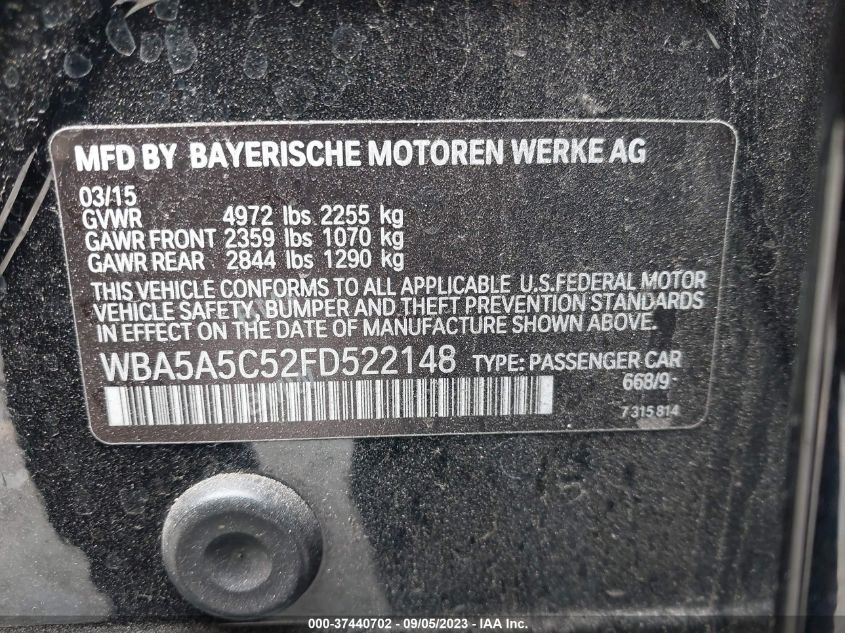 MFD BY BAYERISCHE MOTOREN WERKE AG
03/15
GVWR 4972 lbs 2255 kg
GAWR FRONT 2359 lbs 1070 kg
GAWR REAR 2844 lbs 1290 kg
THIS VEHICLE CONFORMS TO ALL APPLICABLE U.S.FEDERAL MOTOR
VEHICLE SAFETY, BUMPER AND THEFT PREVENTION STANDARDS
IN EFFECT ON THE DATE OF MANUFACTURE SHOWN ABOVE.
WBA5A5C52FD522148 TYPE: PASSENGER CAR
668/9-
7 315 814
000-37440702 - 09/05/2023 - IAA Inc.